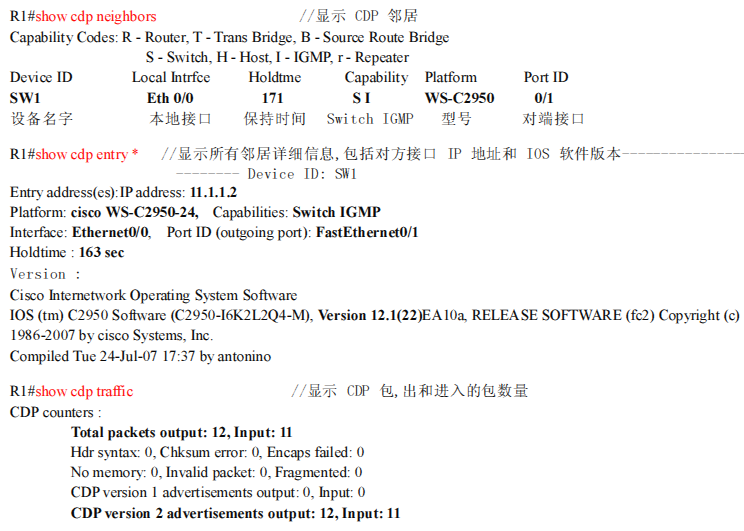 R1#show cdp neighbors //显示 CDP 邻居
Capability Codes: R - Router, T - Trans Bridge, B - Source Route Bridge
S - Switch, H - Host, I - IGMP, r - Repeater
Device ID Local Intrfce Holdtme Capability Platform Port ID
SW1 Eth 0/0 171 S I WS-C2950 0/1
设备名字 本地接口 保持时间 Switch IGMP 型号 对端接口
R1#show cdp entry * //显示所有邻居详细信息,包括对方接口 IP 地址和 IOS 软件版本----------------
-------- Device ID: SW1
Entry address(es):IP address: 11.1.1.2
Platform: cisco WS-C2950-24, Capabilities: Switch IGMP
Interface: Ethernet0/0, Port ID (outgoing port): FastEthernet0/1
Holdtime : 163 sec
Version :
Cisco Internetwork Operating System Software
IOS (tm) C2950 Software (C2950-I6K2L2Q4-M), Version 12.1(22)EA10a, RELEASE SOFTWARE (fc2) Copyright (c)
1986-2007 by cisco Systems, Inc.
Compiled Tue 24-Jul-07 17:37 by antonino
R1#show cdp traffic //显示 CDP 包,出和进入的包数量
CDP counters :
Total packets output: 12, Input: 11
Hdr syntax: 0, Chksum error: 0, Encaps failed: 0
No memory: 0, Invalid packet: 0, Fragmented: 0
CDP version 1 advertisements output: 0, Input: 0
CDP version 2 advertisements output: 12, Input: 11